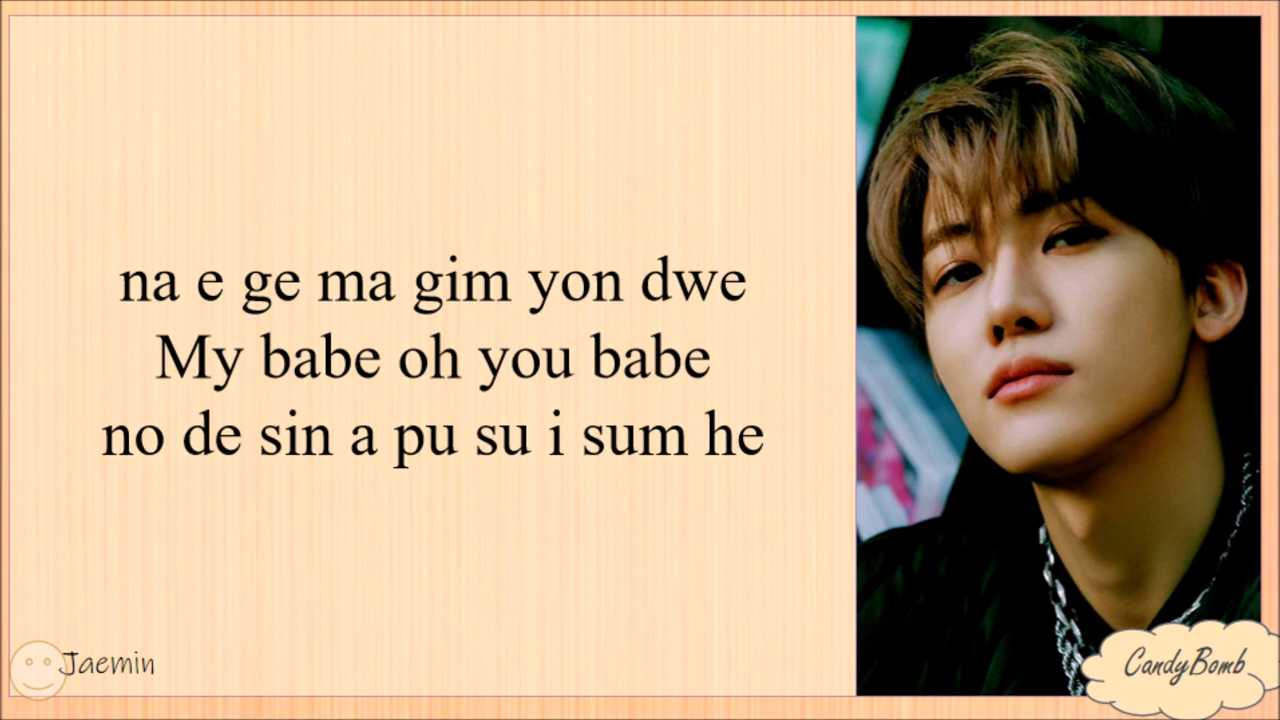 na e ge ma gim yon dwe
My babe oh you babe
no de sin a pu su i sum he
Jaemin
CandyBomb